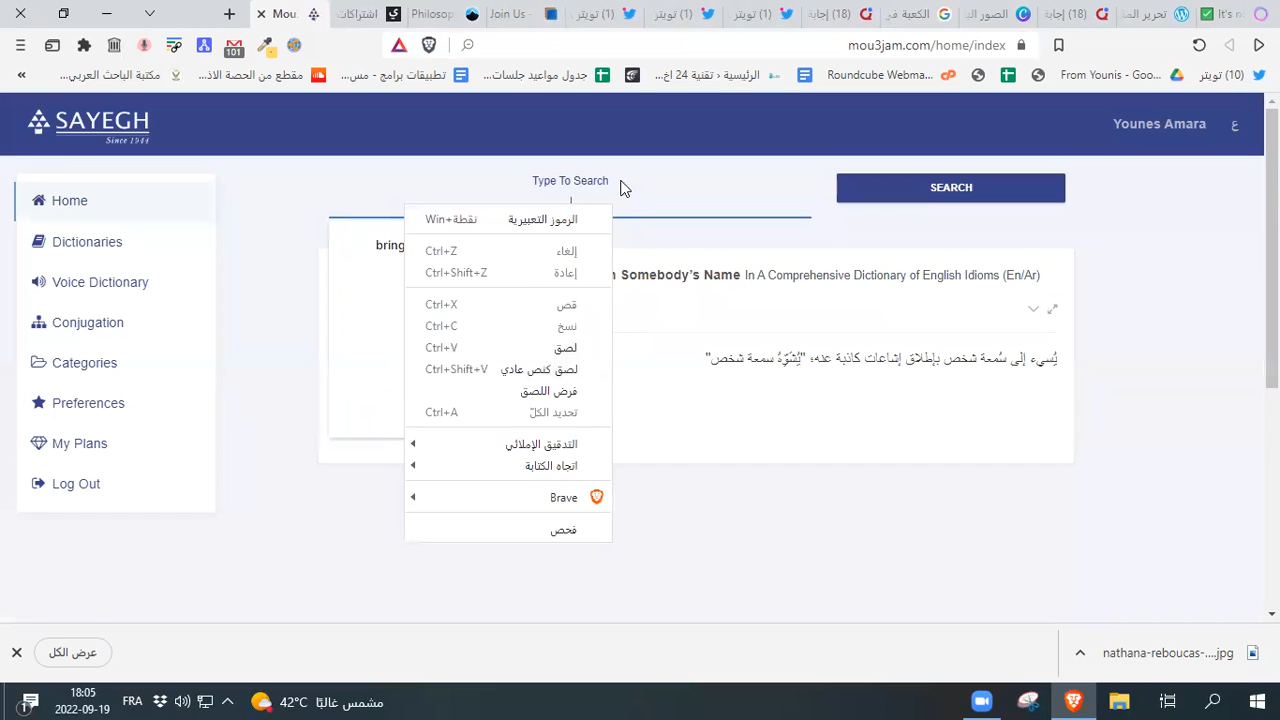 Mou:
اشتراكات
Philosop
Join Us -
(1) تويتر
(1) تويتر
(1) تويتر
(18) إجابة
الكعبة في
الصور الب
(18) إجابة
تحرير المق
It's n
101
mou3jam.com/home/index
«
مكتبة الباحث العربي...
مقطع من الحصة الاذ...
تطبيقات برامج - مس...
جدول مواعيد جلسات...
الرئيسية - تقنية 24 اخ...
Roundcube Webma...
From Younis -Goo...
(1) تويتر
SAYEGH
Since 1944
Younes Amara
ع
Home
Dictionaries
Voice Dictionary
Conjugation
Categories
Preferences
My Plans
Log Out
Type To Search
SEARCH
bring
n Somebody's Name In A Comprehensive Dictionary of English Idioms (En/Ar)
يُسيء إلى سُمعة شخص بإطلاق إشاعات كاذبة عنه؛ "يُشَوِّهُ سمعة شخص"
الرموز التعبيرية Win+نقطة
إلغاء Ctrl+Z
إعادة Ctrl+Shift+Z
قص Ctrl+X
نسخ Ctrl+C
لصق Ctrl+V
لصق كنص عادي Ctrl+Shift+V
فرض اللصق
تحديد الكلّ Ctrl+A
التدقيق الإملائي
اتجاه الكتابة
Brave
فحص
عرض الكل
nathana-reboucas-....jpg
1
18:05
2022-09-19
FRA
42°C مشمس غالبًا